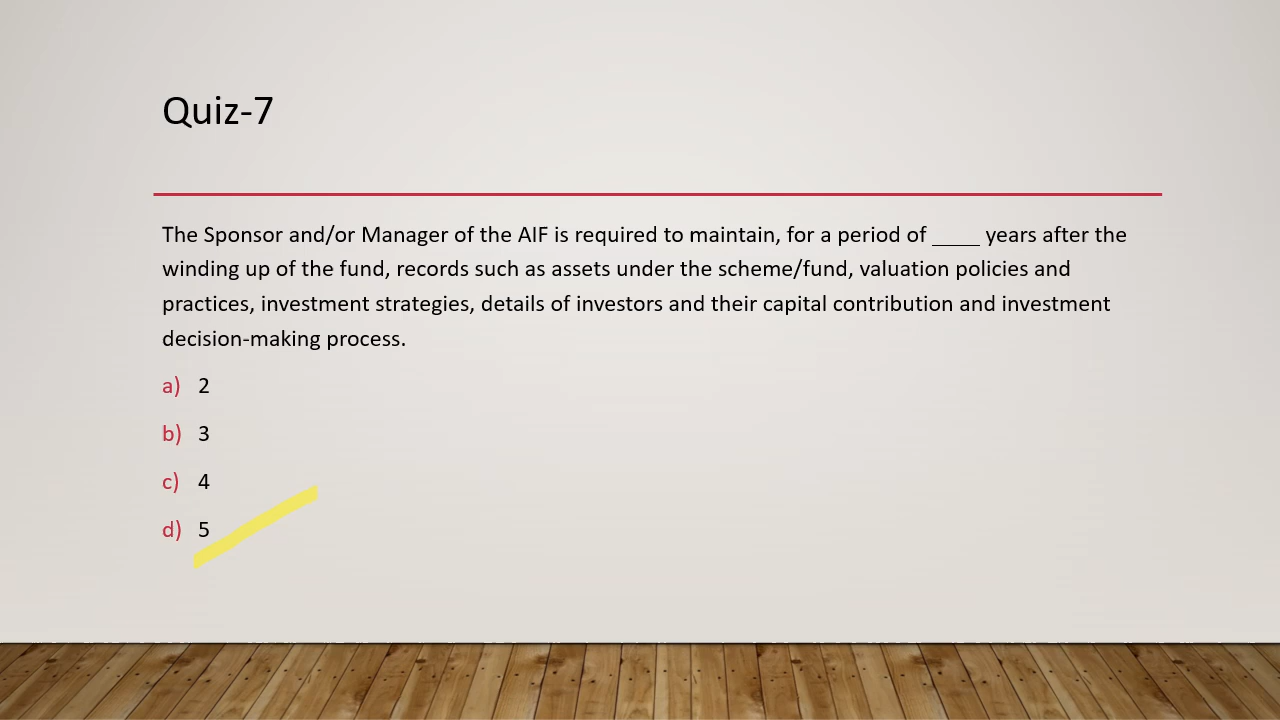 Quiz-7
The Sponsor and/or Manager of the AIF is required to maintain, for a period of ____ years after the
winding up of the fund, records such as assets under the scheme/fund, valuation policies and
practices, investment strategies, details of investors and their capital contribution and investment
decision-making process.
a) 2
b) 3
c) 4
d) 5